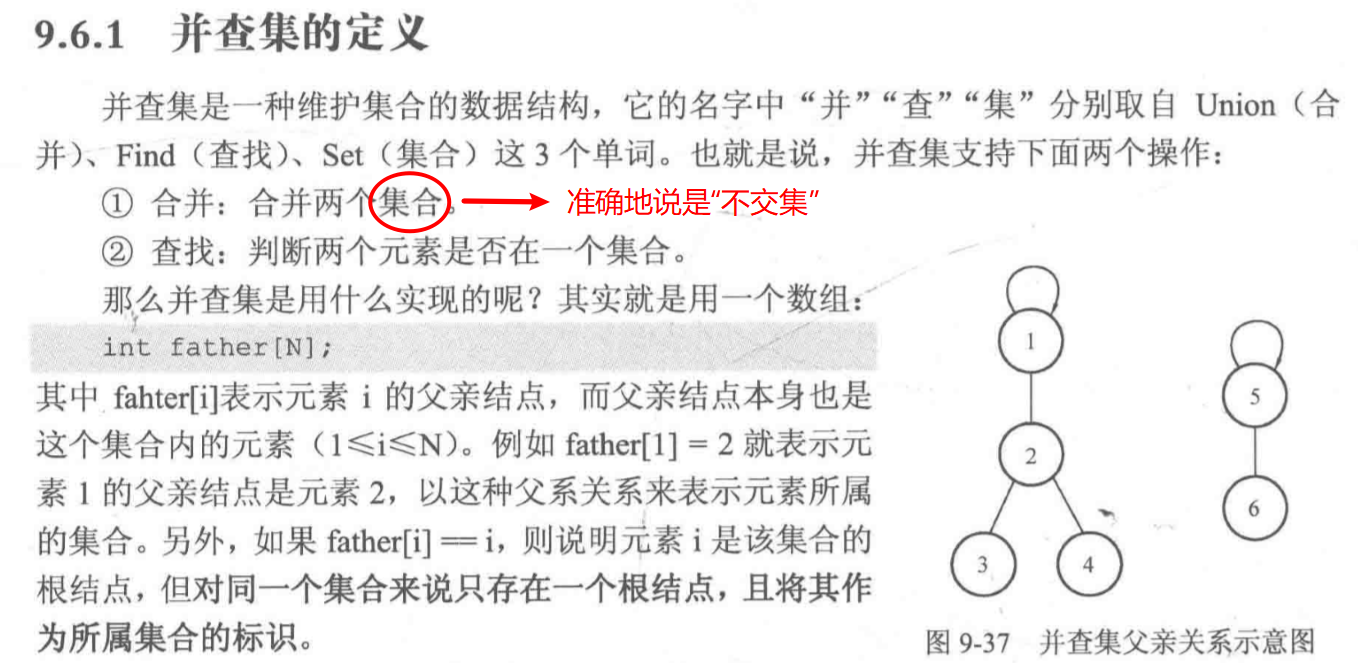 9.6.1 并查集的定义
并查集是一种维护集合的数据结构，它的名字中“并”“查”“集”分别取自 Union（合
并）、Find（查找）、Set（集合）这 3 个单词。也就是说，并查集支持下面两个操作：
① 合并：合并两个集合。
准确地说是“不交集”
② 查找：判断两个元素是否在一个集合。
那么并查集是用什么实现的呢？其实就是用一个数组：
int father[N];
其中 fahter[i]表示元素 i 的父亲结点，而父亲结点本身也是
这个集合内的元素（1≤i≤N）。例如 father[1] = 2 就表示元
素 1 的父亲结点是元素 2，以这种父系关系来表示元素所属
的集合。另外，如果 father[i] == i，则说明元素 i 是该集合的
根结点，但对同一个集合来说只存在一个根结点，且将其作
为所属集合的标识。
1
2
3
4
5
6
图 9-37 并查集父亲关系示意图